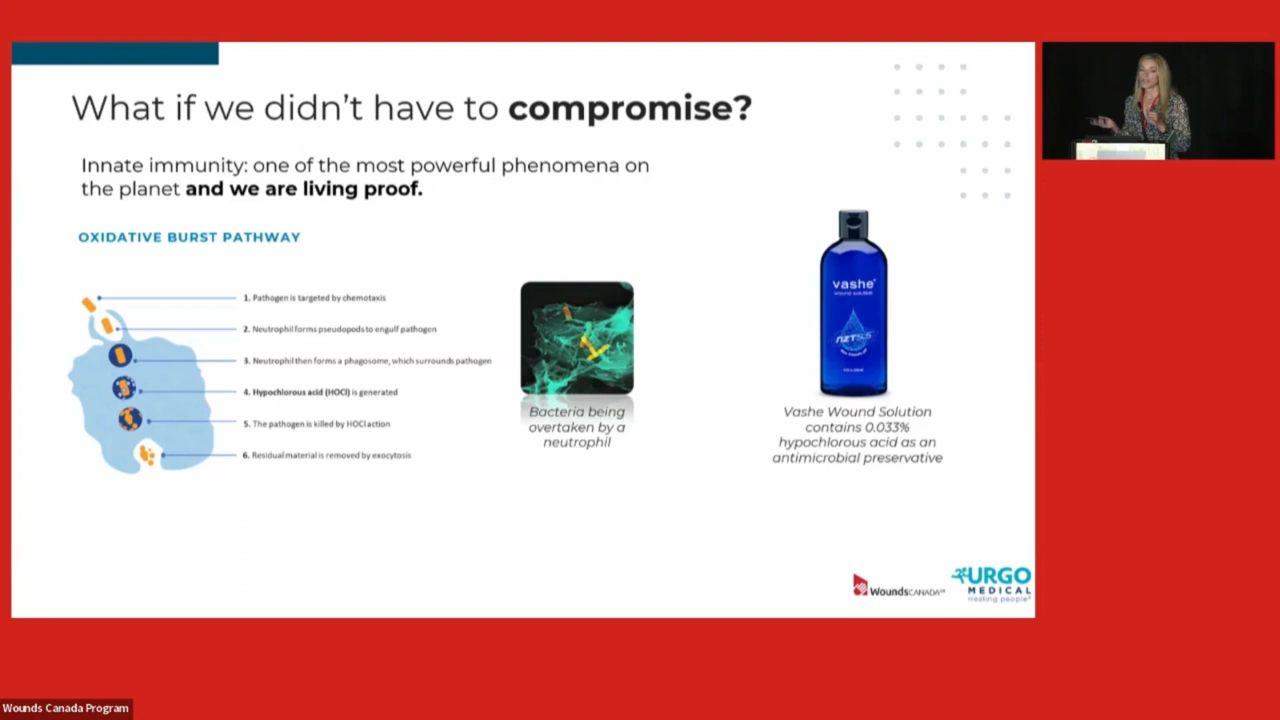 What if we didn't have to compromise?
Innate immunity: one of the most powerful phenomena on
the planet and we are living proof.
OXIDATIVE BURST PATHWAY
1. Pathogen is targeted by chemotaxis
2. Neutrophil forms pseudopods to engulf pathogen
3. Neutrophil then forms a phagosome, which surrounds pathogen
4. Hypochlorous acid (HOCl) is generated
5. The pathogen is killed by HOCl action
6. Residual material is removed by exocytosis
Bacteria being
overtaken by a
neutrophil
vashe
wound solution
Vashe Wound Solution
contains 0.033%
hypochlorous acid as an
antimicrobial preservative
WoundsCANADA
URGO
MEDICAL
Healing people
Wounds Canada Program